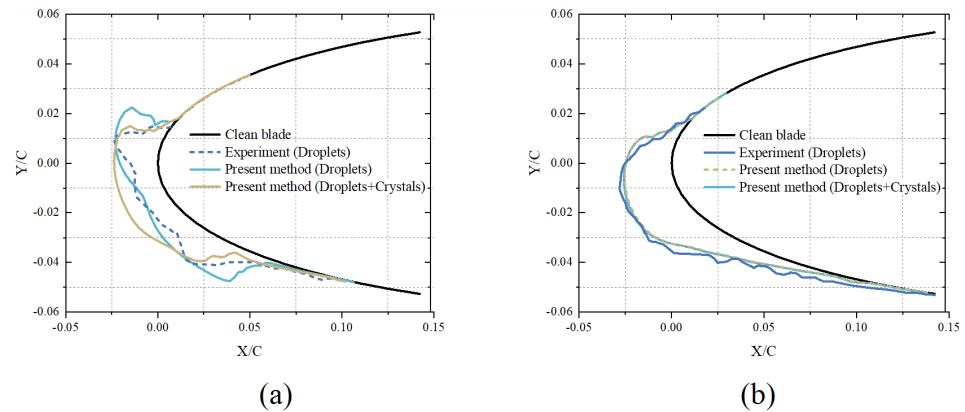 0.06
0.04
0.02
0.00
-0.02
-0.04
-0.06
Y/C
-0.05
0.00
0.05
0.10
0.15
X/C
Clean blade
Experiment (Droplets)
Present method (Droplets)
Present method (Droplets+Crystals)
(a)
0.06
0.04
0.02
0.00
-0.02
-0.04
-0.06
Y/C
-0.05
0.00
0.05
0.10
0.15
X/C
Clean blade
Experiment (Droplets)
Present method (Droplets)
Present method (Droplets+Crystals)
(b)